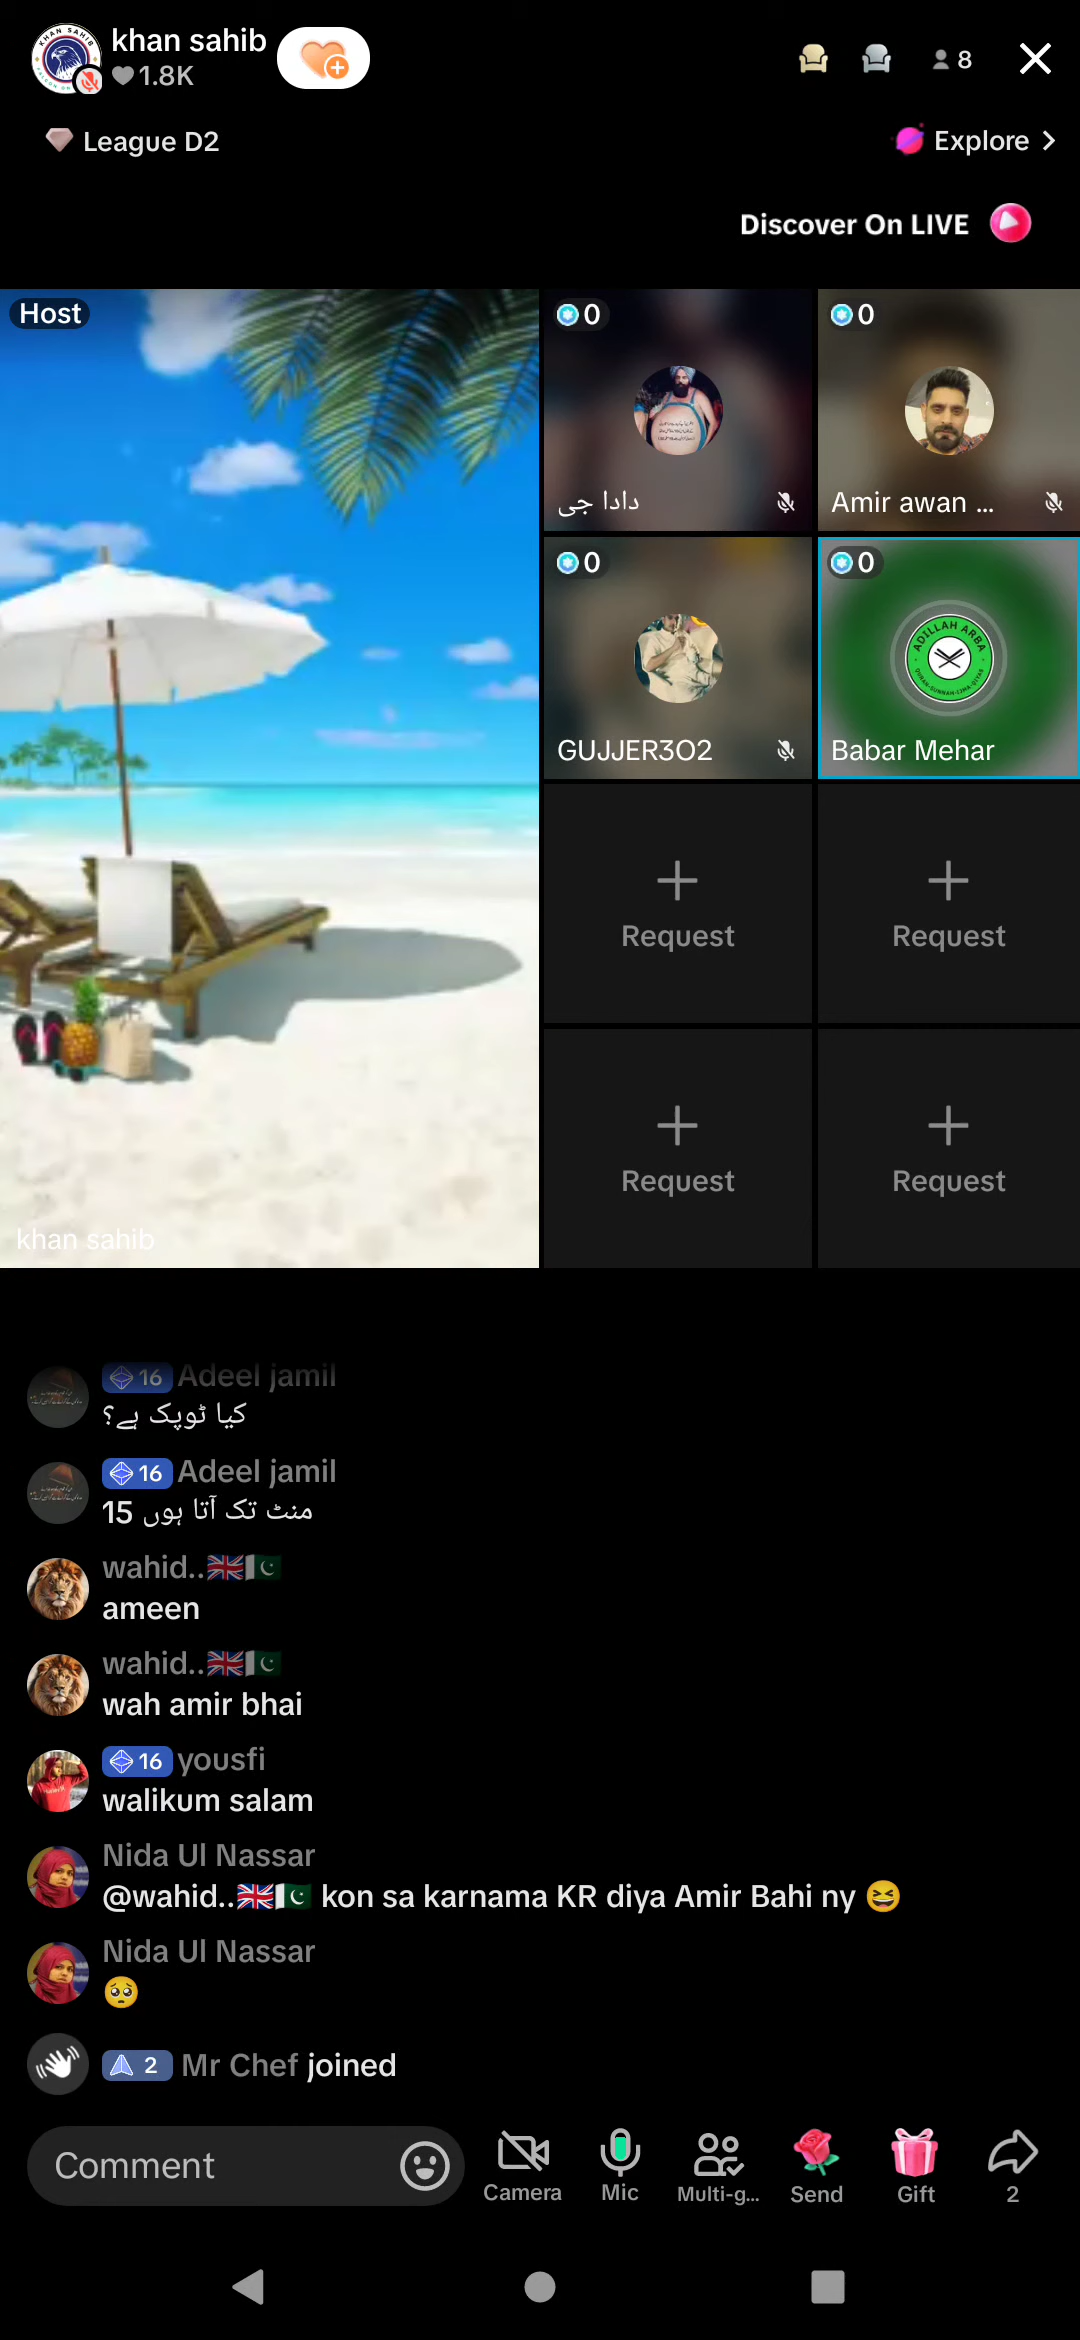 khan sahib
1.8K
8
League D2
Explore
Discover On LIVE
Host
0
دادا جی
0
Amir awan ...
0
GUJJER3O2
0
ADILLAH ARBA
Babar Mehar
Request
Request
Request
Request
khan sahib
16 Adeel jamil
کیا ٹوپک ہے؟
16 Adeel jamil
15 منٹ تک آتا ہوں
wahid..🇬🇧🇵🇰
ameen
wahid..🇬🇧🇵🇰
wah amir bhai
16 yousfi
walikum salam
Nida Ul Nassar
@wahid..🇬🇧🇵🇰 kon sa karnama KR diya Amir Bahi ny 😆
Nida Ul Nassar
🥺
2 Mr Chef joined
Comment
Camera
Mic
Multi-g...
Send
Gift
2